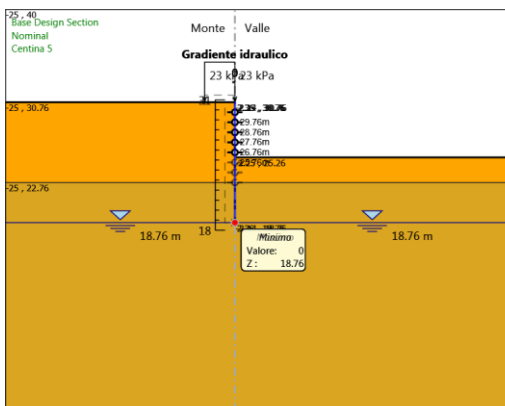 -25 , 40
Base Design Section
Nominal
Centina 5
Monte
Valle
Gradiente idraulico
23 kPa
23 kPa
-25 , 30.76
29.76m
28.76m
27.76m
26.76m
-25 , 22.76
18
18.76 m
18.76 m
Minimo
Valore: 0
Z : 18.76